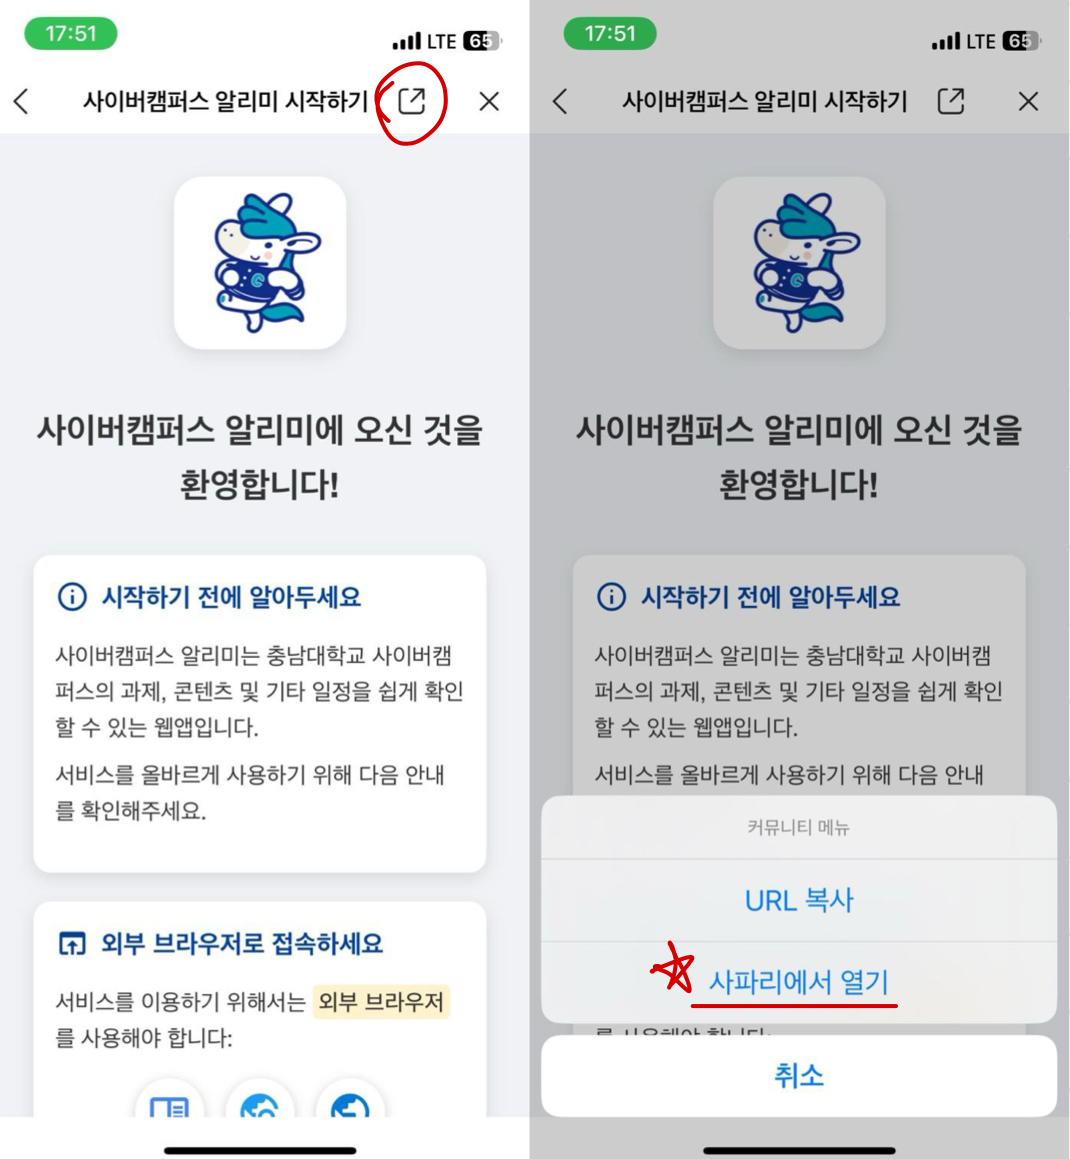 17:51
LTE 65
사이버캠퍼스 알리미 시작하기
C
사이버캠퍼스 알리미에 오신 것을
환영합니다!
시작하기 전에 알아두세요
사이버캠퍼스 알리미는 충남대학교 사이버캠
퍼스의 과제, 콘텐츠 및 기타 일정을 쉽게 확인
할 수 있는 웹앱입니다.
서비스를 올바르게 사용하기 위해 다음 안내
를 확인해주세요.
외부 브라우저로 접속하세요
서비스를 이용하기 위해서는 외부 브라우저
를 사용해야 합니다:
17:51
LTE 65
사이버캠퍼스 알리미 시작하기
C
사이버캠퍼스 알리미에 오신 것을
환영합니다!
시작하기 전에 알아두세요
사이버캠퍼스 알리미는 충남대학교 사이버캠
퍼스의 과제, 콘텐츠 및 기타 일정을 쉽게 확인
할 수 있는 웹앱입니다.
서비스를 올바르게 사용하기 위해 다음 안내
커뮤니티 메뉴
URL 복사
사파리에서 열기
를 사용해야 합니다:
취소